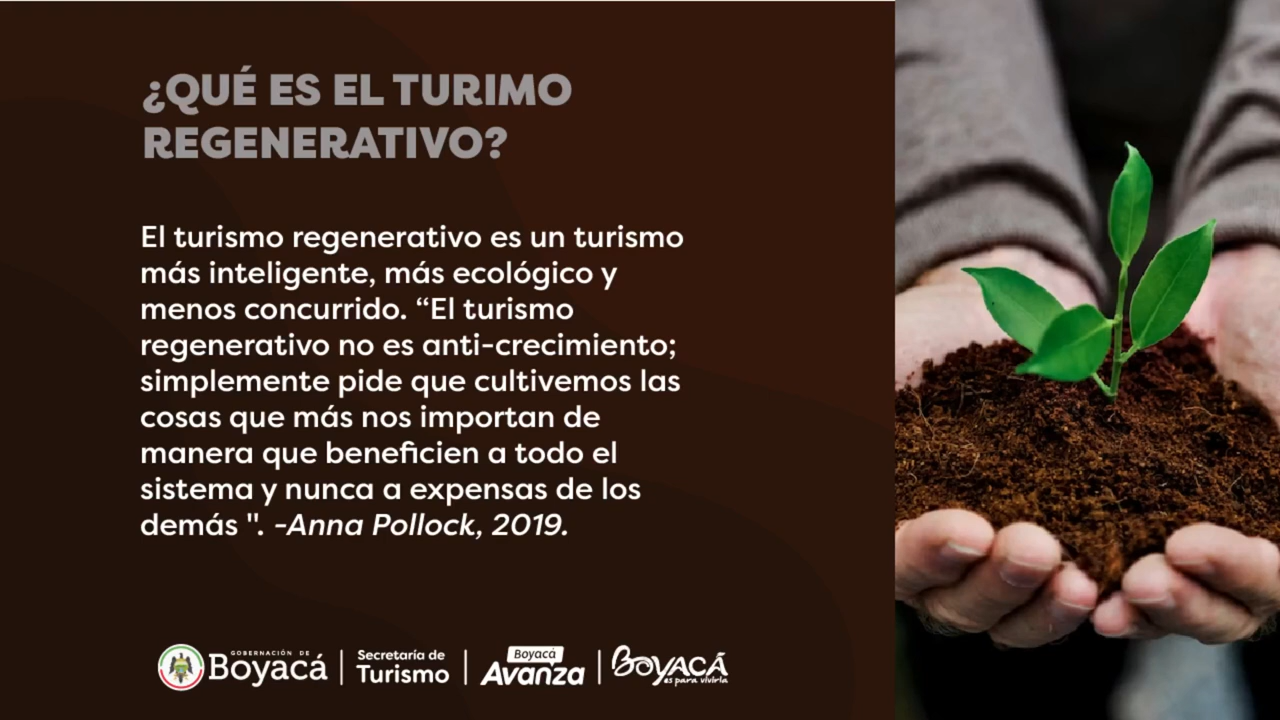 ¿QUÉ ES EL TURIMO
REGENERATIVO?
El turismo regenerativo es un turismo
más inteligente, más ecológico y
menos concurrido. “El turismo
regenerativo no es anti-crecimiento;
simplemente pide que cultivemos las
cosas que más nos importan de
manera que beneficien a todo el
sistema y nunca a expensas de los
demás ". -Anna Pollock, 2019.
GOBERNACIÓN DE
Boyacá
Secretaría de
Turismo
Boyacá
Avanza
BOYACÁ
es para vivirla